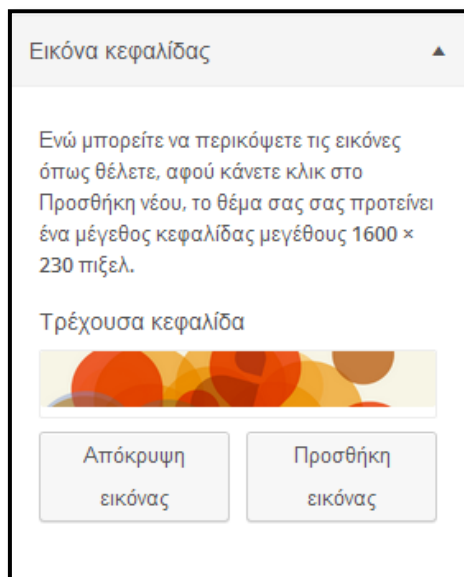 Εικόνα κεφαλίδας
Ενώ μπορείτε να περικόψετε τις εικόνες
όπως θέλετε, αφού κάνετε κλικ στο
Προσθήκη νέου, το θέμα σας σας προτείνει
ένα μέγεθος κεφαλίδας μεγέθους 1600 ×
230 πιξελ.
Τρέχουσα κεφαλίδα
Απόκρυψη
εικόνας
Προσθήκη
εικόνας